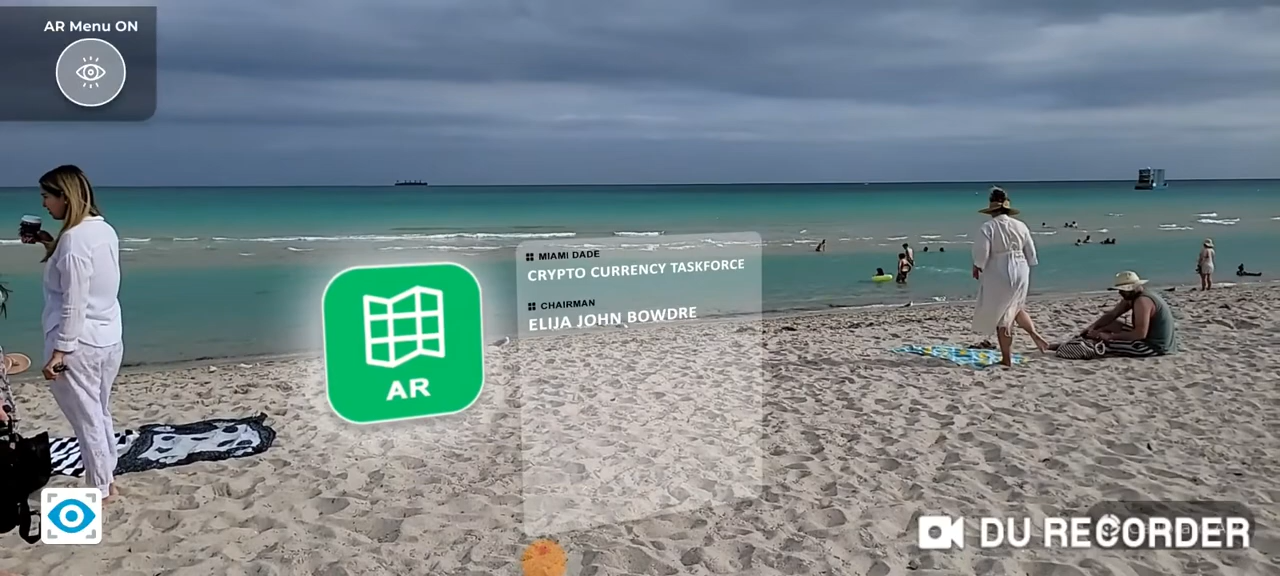 AR Menu ON
MIAMI DADE
CRYPTO CURRENCY TASKFORCE
CHAIRMAN
ELIJA JOHN BOWDRE
AR
DU RECORDER